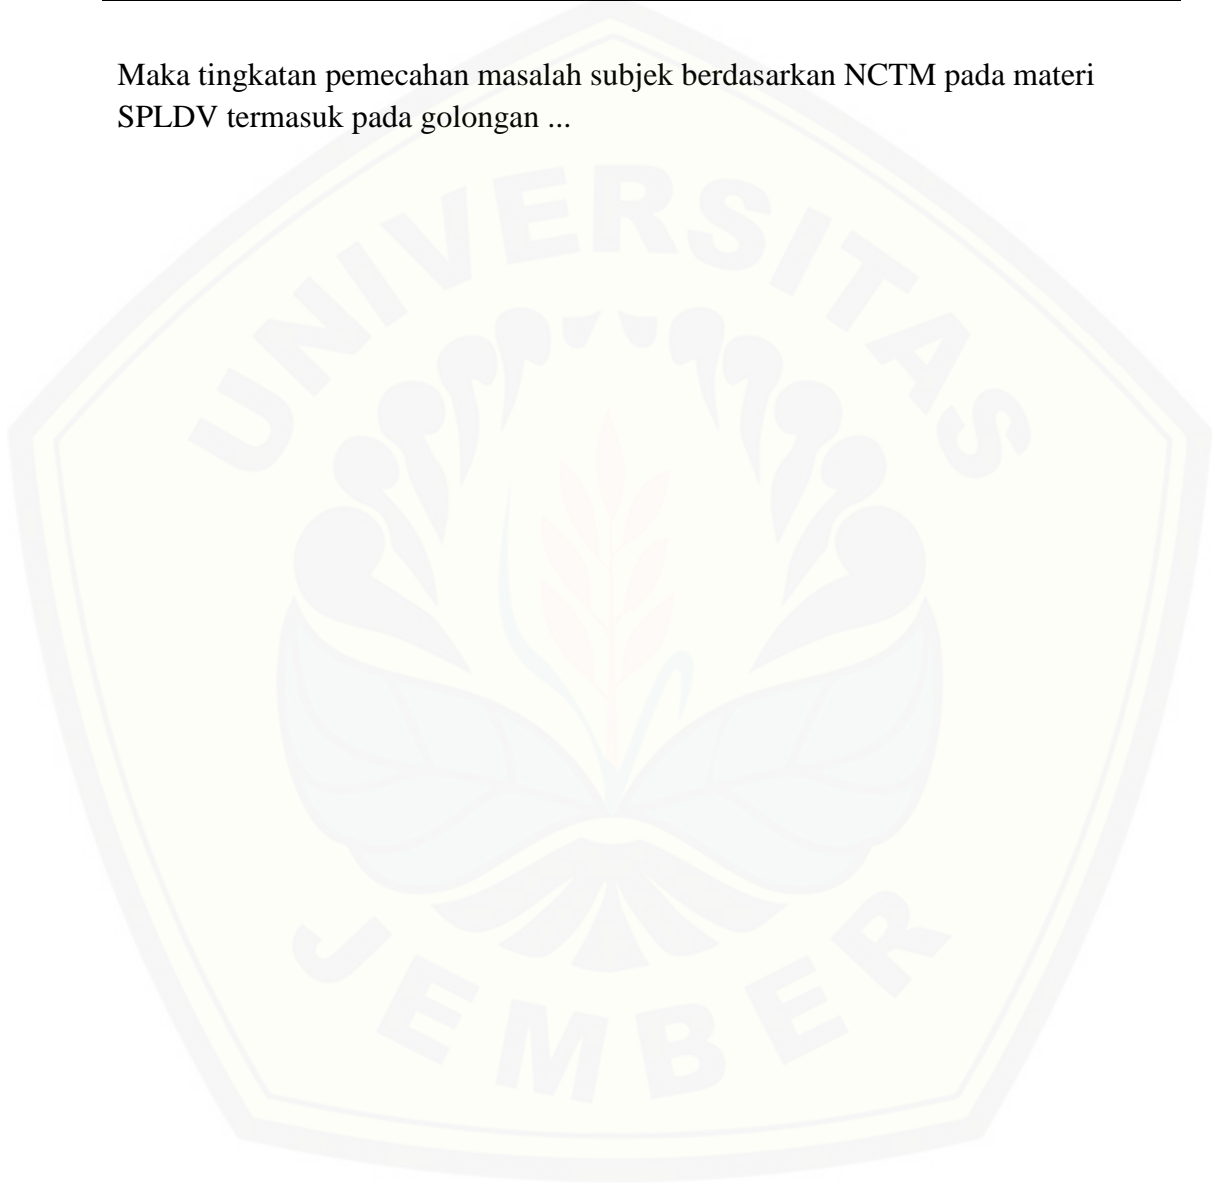 Maka tingkatan pemecahan masalah subjek berdasarkan NCTM pada materi
SPLDV termasuk pada golongan ...
UNIVERSITAS
JEMBER